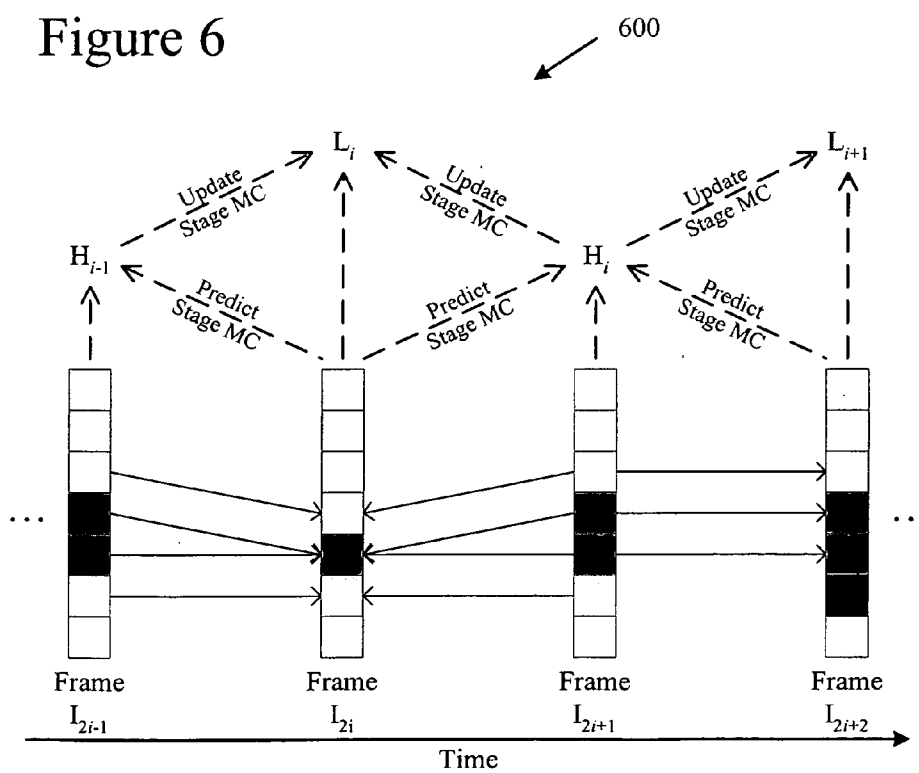 Figure 6
600
L_i
L_{i+1}
Update
Stage MC
Update
Stage MC
Update
Stage MC
H_{i-1}
H_i
Predict
Stage MC
Predict
Stage MC
Predict
Stage MC
...
..
Frame
I_{2i-1}
Frame
I_{2i}
Frame
I_{2i+1}
Frame
I_{2i+2}
Time